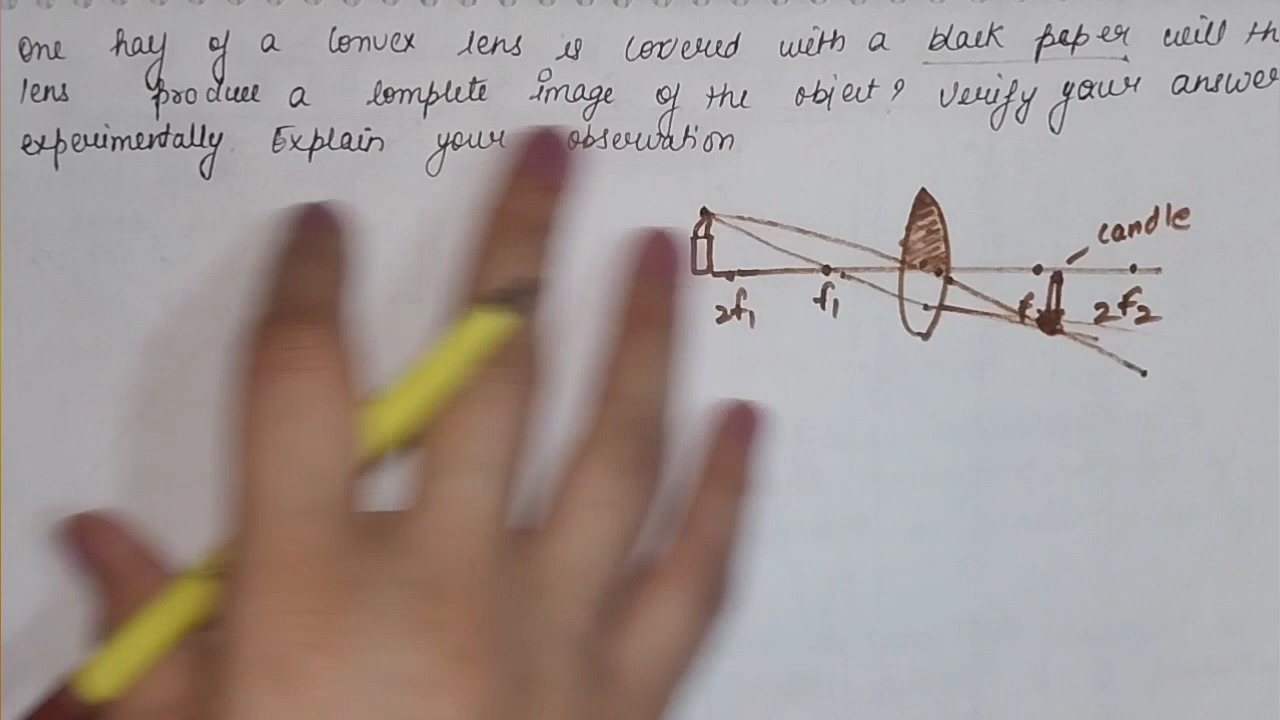 one hay of a convex lens is covered with a black paper will th
lens produce a complete image of the object? verify your answer
experimentally Explain your observation
candle
2f1 f1 2f2